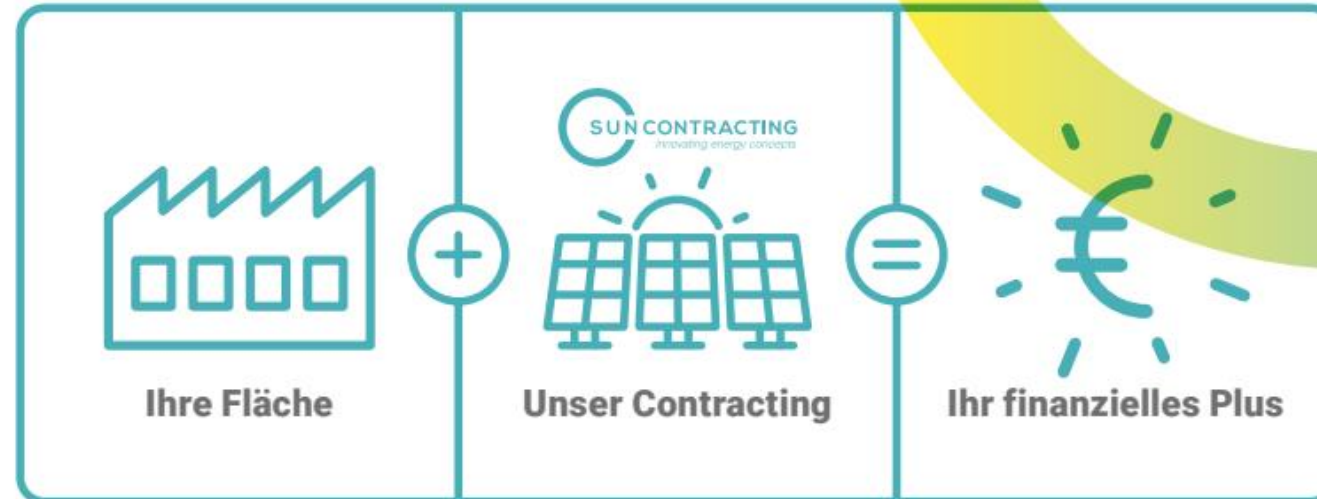 SUN CONTRACTING
innovating energy concepts
+
=
€
Ihre Fläche
Unser Contracting
Ihr finanzielles Plus